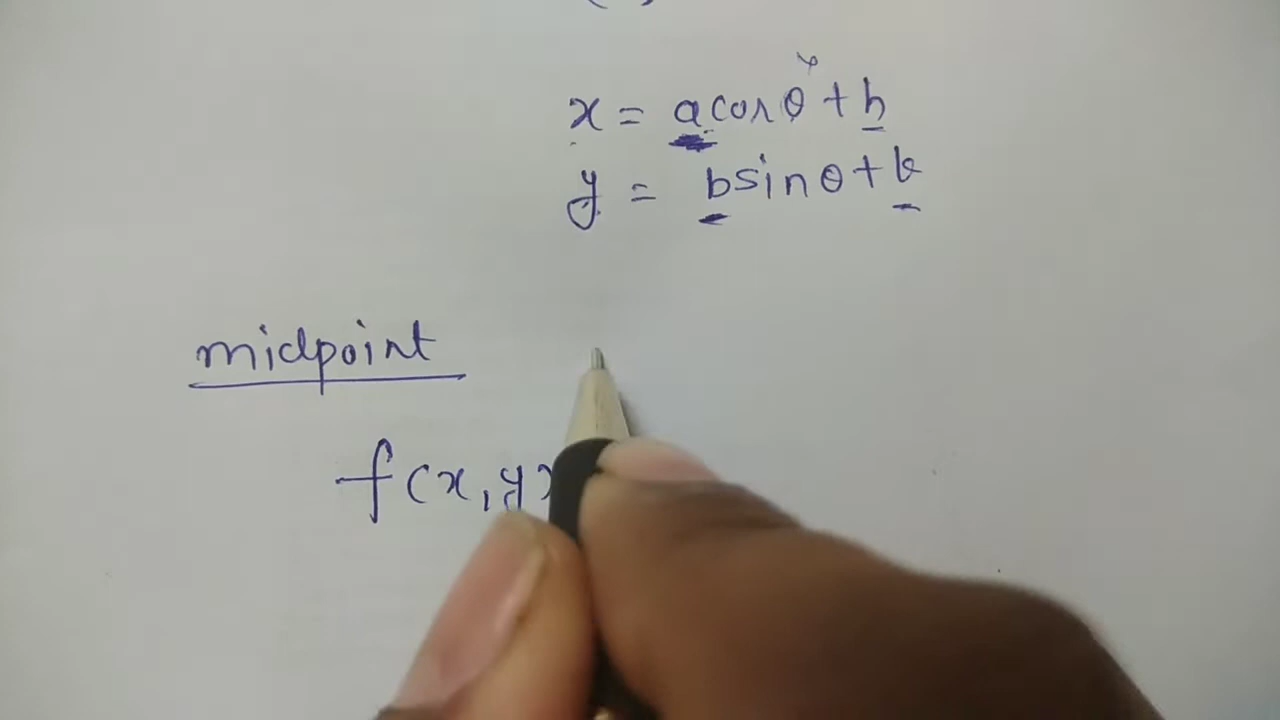 x = acosθ + h
y = bsinθ + k
midpoint
f(x,y)